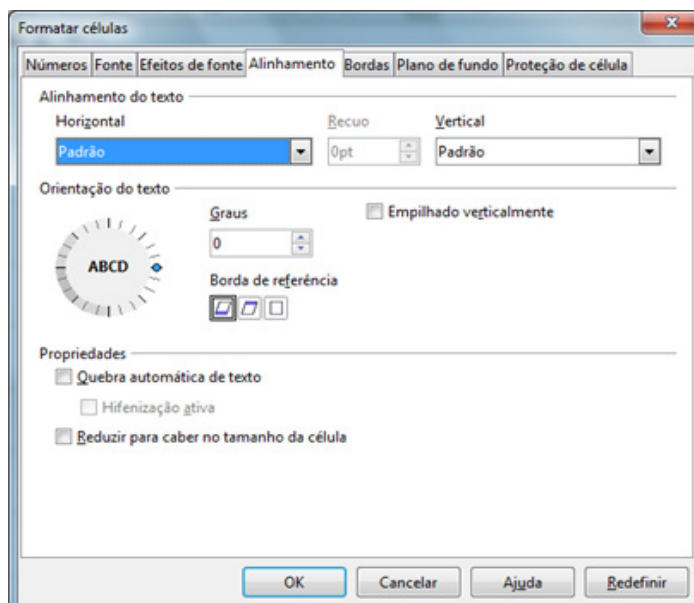 Formatar células
Números Fonte Efeitos de fonte Alinhamento Bordas Plano de fundo Proteção de célula
Alinhamento do texto
Horizontal Recuo Vertical
Padrão 0pt Padrão
Orientação do texto
Graus Empilhado verticalmente
0
ABCD
Borda de referência
Propriedades
Quebra automática de texto
Hifenização ativa
Reduzir para caber no tamanho da célula
OK Cancelar Ajuda Redefinir